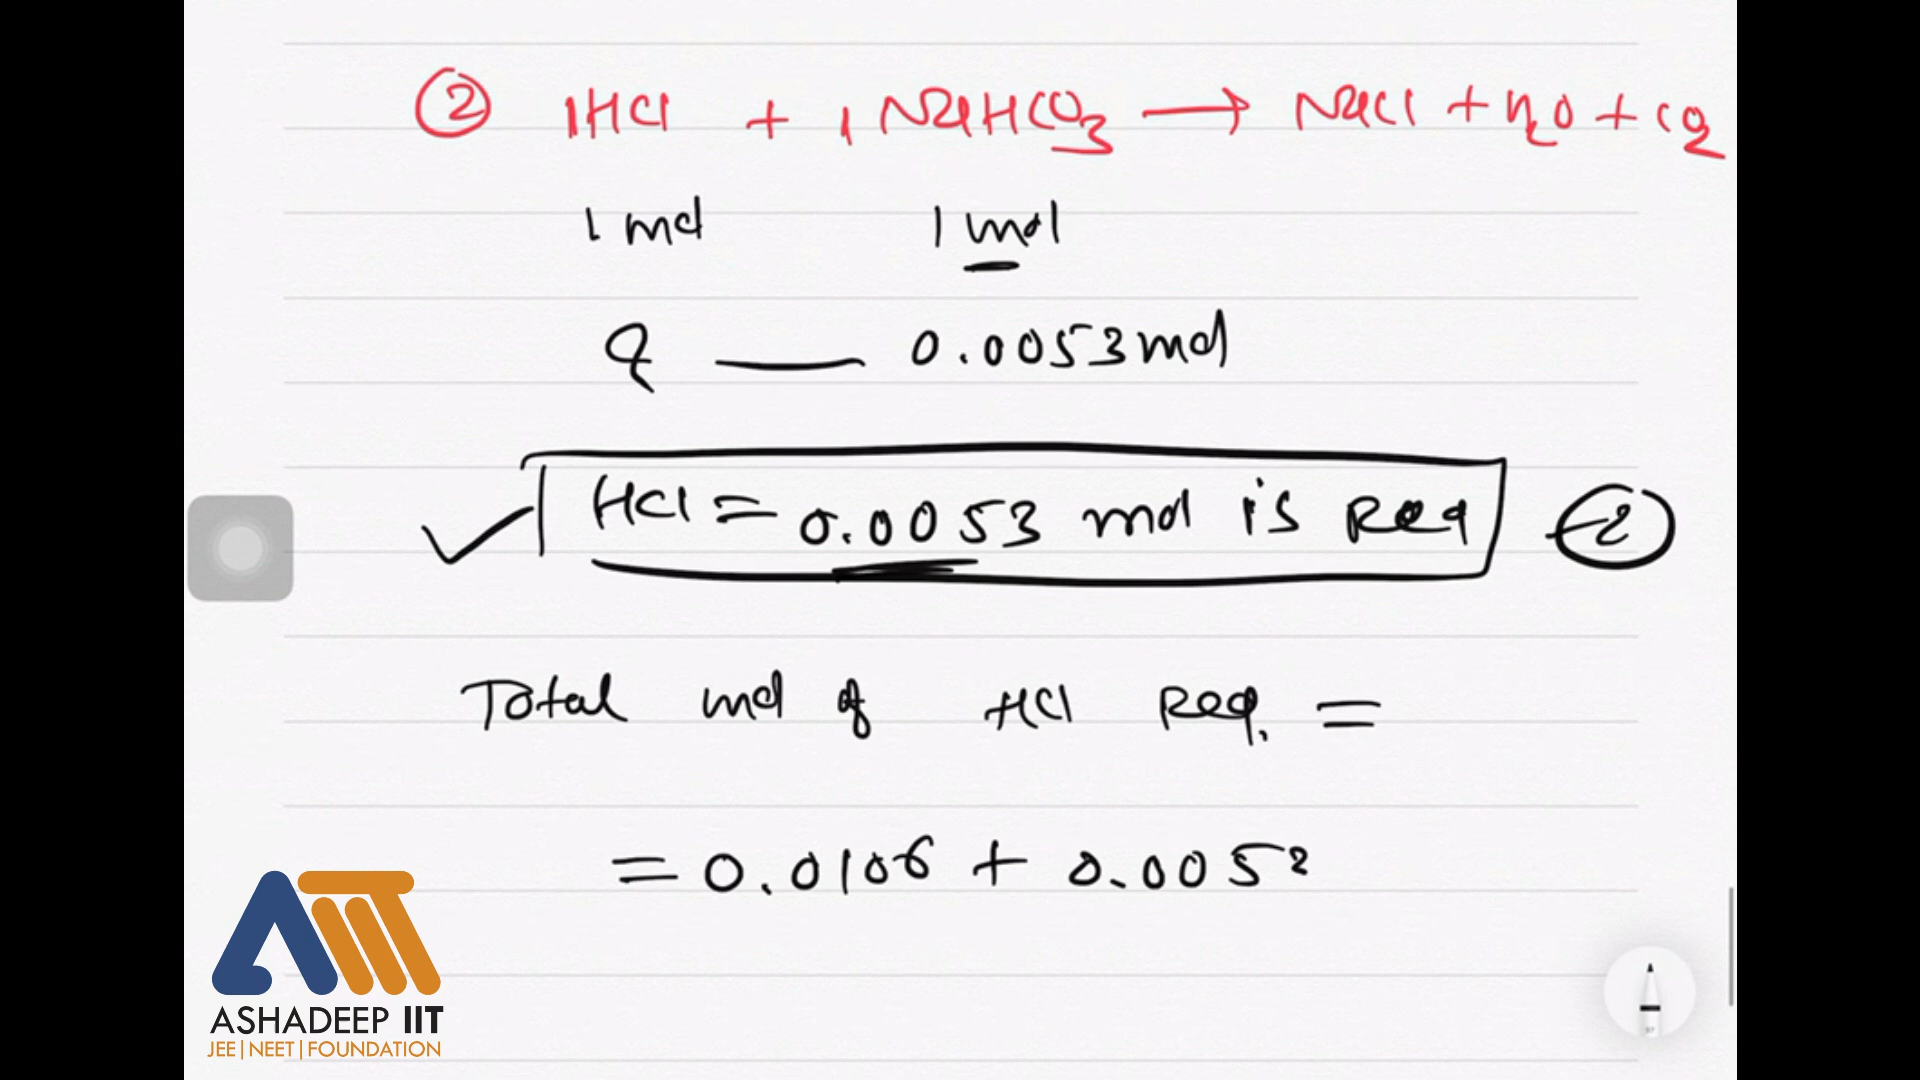 ② 1HCl + 1 NaHCO3 → NaCl + H2O + CO2
1 mol 1 mol
Q — 0.0053 mol
✓ HCl = 0.0053 mol is Req ②
Total mol of HCl Req. =
= 0.0106 + 0.0053
ASHADEEP IIT
JEE|NEET|FOUNDATION